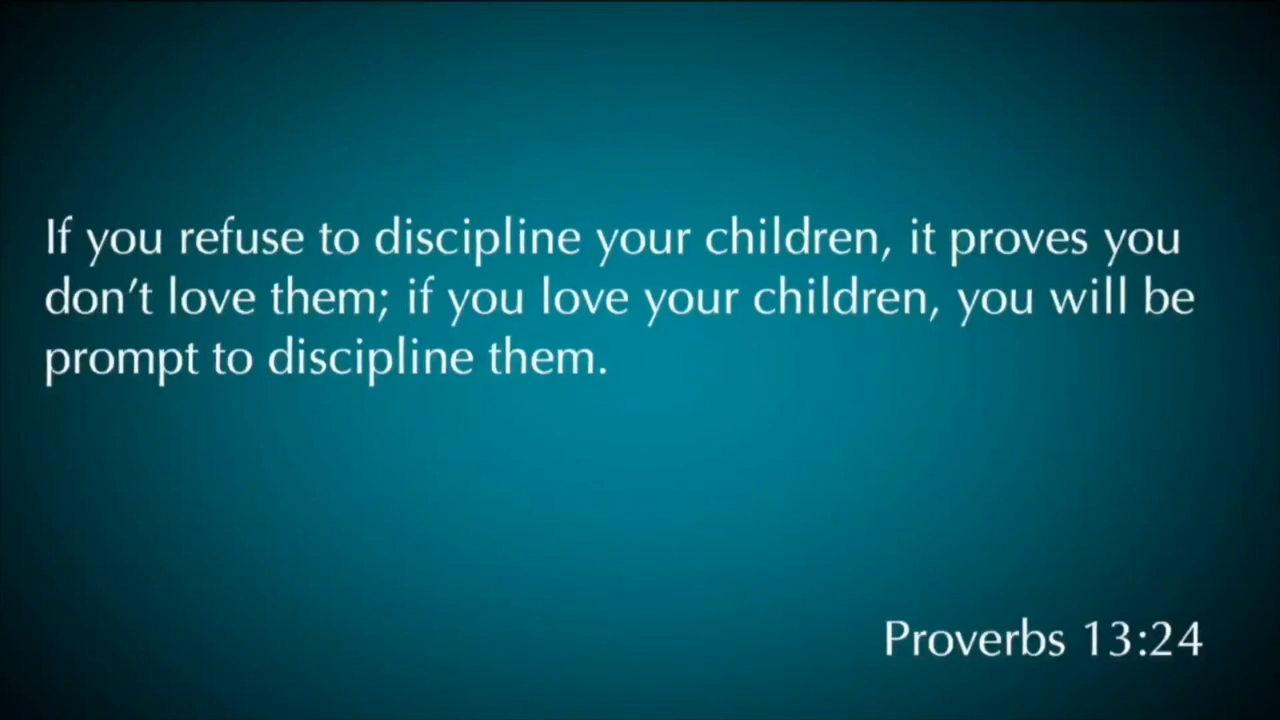 If you refuse to discipline your children, it proves you
don't love them; if you love your children, you will be
prompt to discipline them.
Proverbs 13:24